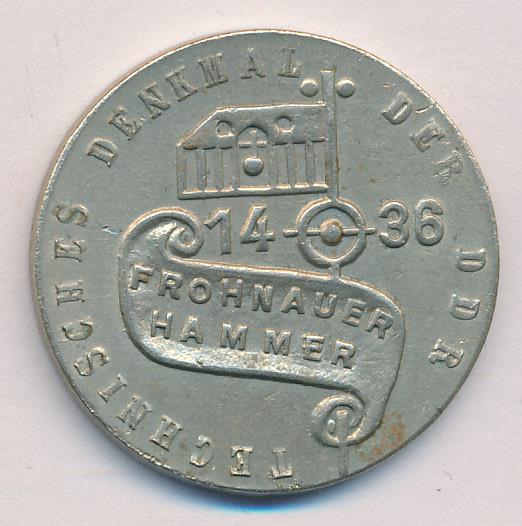 TECHNISCHES DENKMAL DER DDR
14 36
FROHNAUER
HAMMER